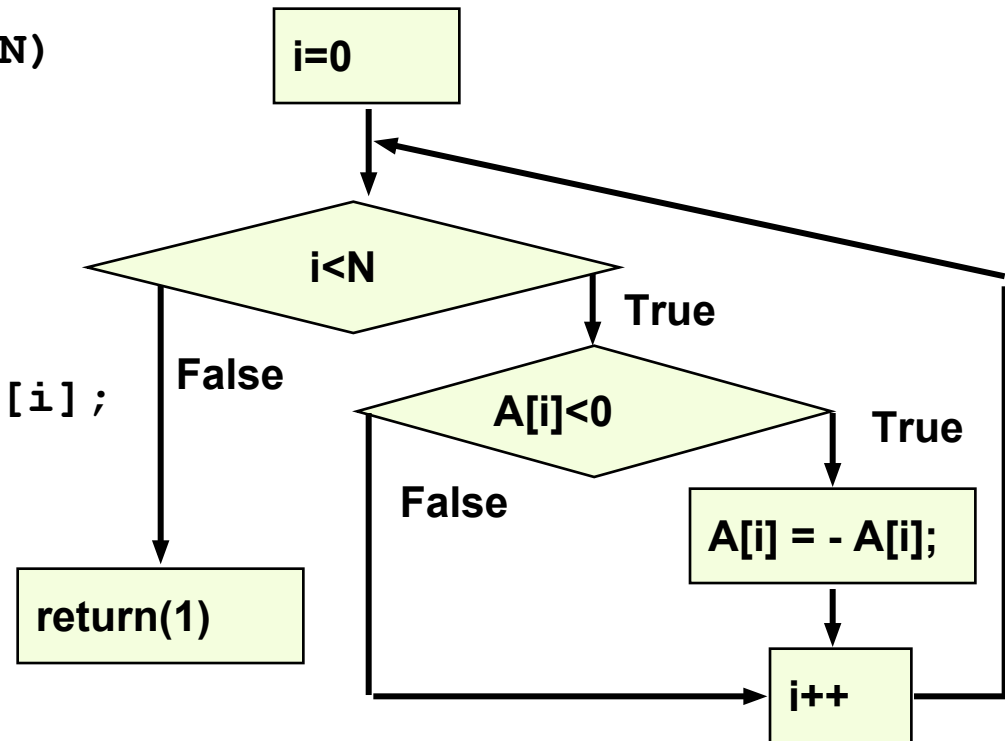 N)
i=0
i<N
True
False
[i];
A[i]<0
True
False
A[i] = - A[i];
return(1)
i++